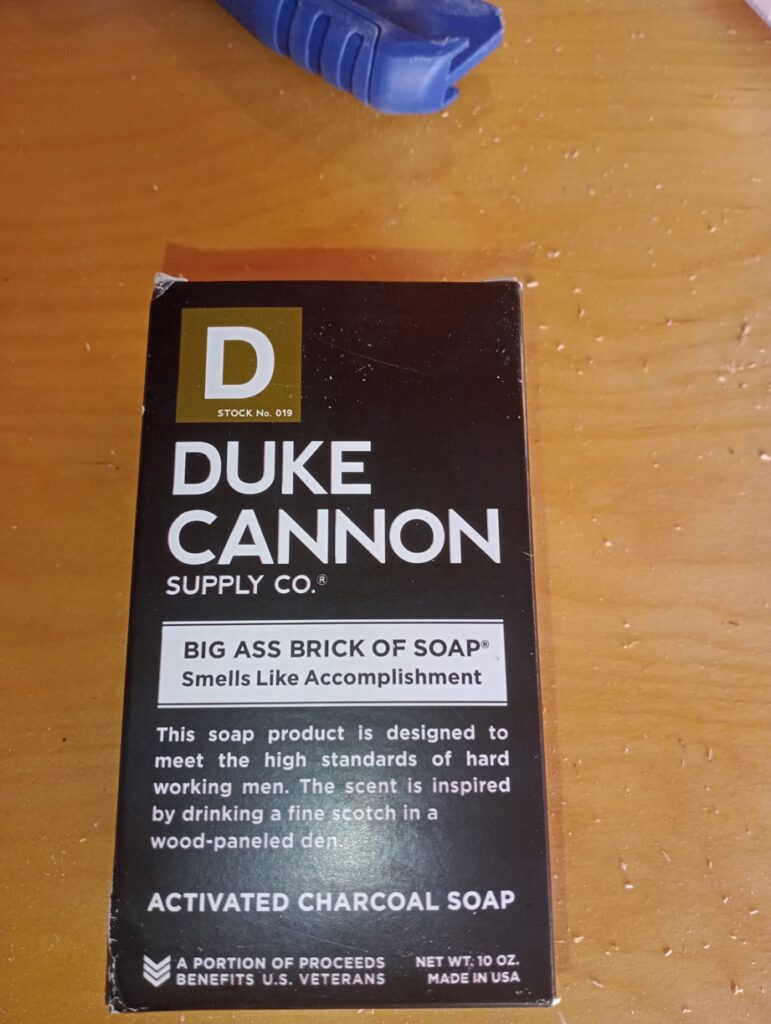 D
STOCK No. 019
DUKE
CANNON
SUPPLY CO.®
BIG ASS BRICK OF SOAP®
Smells Like Accomplishment
This soap product is designed to
meet the high standards of hard
working men. The scent is inspired
by drinking a fine scotch in a
wood-paneled den.
ACTIVATED CHARCOAL SOAP
A PORTION OF PROCEEDS
BENEFITS U.S. VETERANS
NET WT. 10 OZ.
MADE IN USA